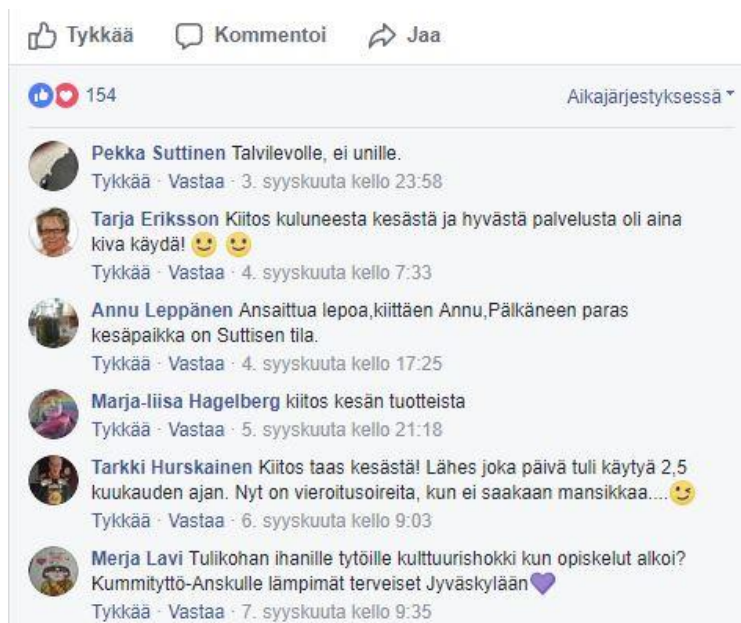 Tykkää Kommentoi Jaa
154 Aikajärjestyksessä
Pekka Suttinen Talvilevolle, ei unille.
Tykkää · Vastaa · 3. syyskuuta kello 23:58
Tarja Eriksson Kiitos kuluneesta kesästä ja hyvästä palvelusta oli aina
kiva käydä!
Tykkää · Vastaa · 4. syyskuuta kello 7:33
Annu Leppänen Ansaittua lepoa,kiittäen Annu,Pälkäneen paras
kesäpaikka on Suttisen tila.
Tykkää · Vastaa · 4. syyskuuta kello 17:25
Marja-liisa Hagelberg kiitos kesän tuotteista
Tykkää · Vastaa · 5. syyskuuta kello 21:18
Tarkki Hurskainen Kiitos taas kesästä! Lähes joka päivä tuli käytyä 2,5
kuukauden ajan. Nyt on vieroitusoireita, kun ei saakaan mansikkaa....
Tykkää · Vastaa · 6. syyskuuta kello 9:03
Merja Lavi Tulikohan ihanille tytöille kulttuurishokki kun opiskelut alkoi?
Kummityttö-Anskulle lämpimät terveiset Jyväskylään
Tykkää · Vastaa · 7. syyskuuta kello 9:35